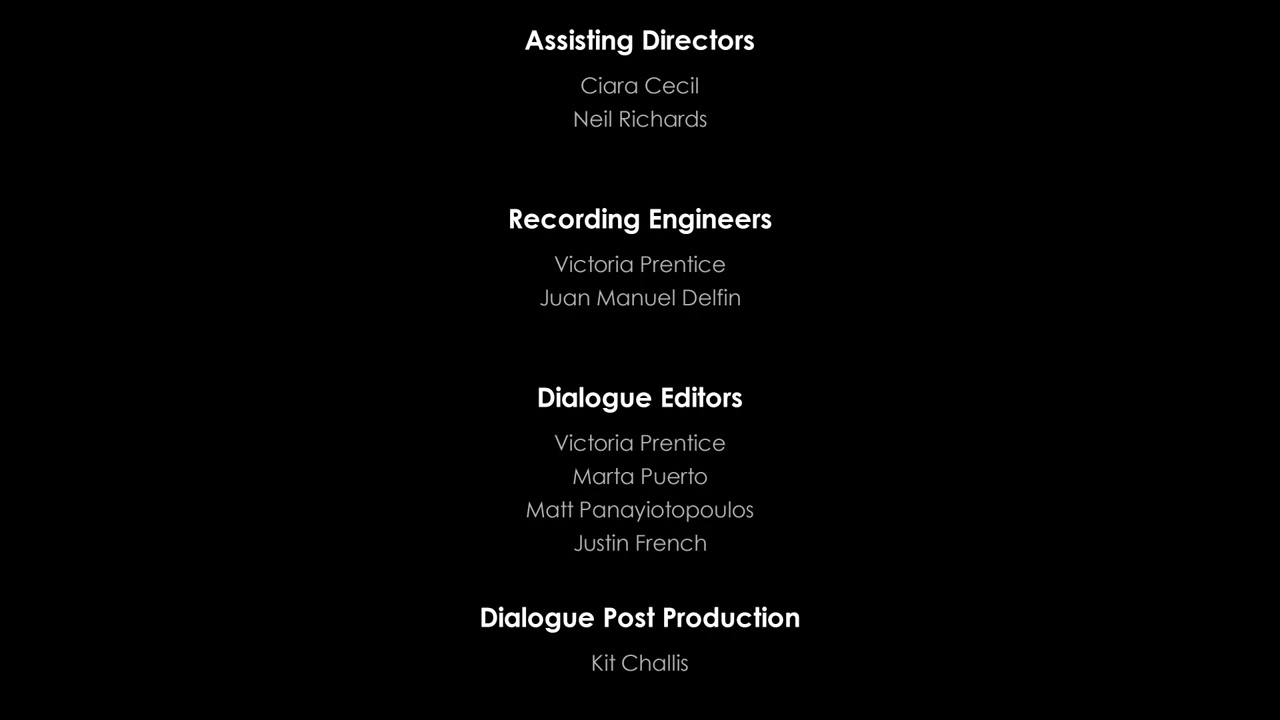 Assisting Directors
Ciara Cecil
Neil Richards
Recording Engineers
Victoria Prentice
Juan Manuel Delfin
Dialogue Editors
Victoria Prentice
Marta Puerto
Matt Panayiotopoulos
Justin French
Dialogue Post Production
Kit Challis